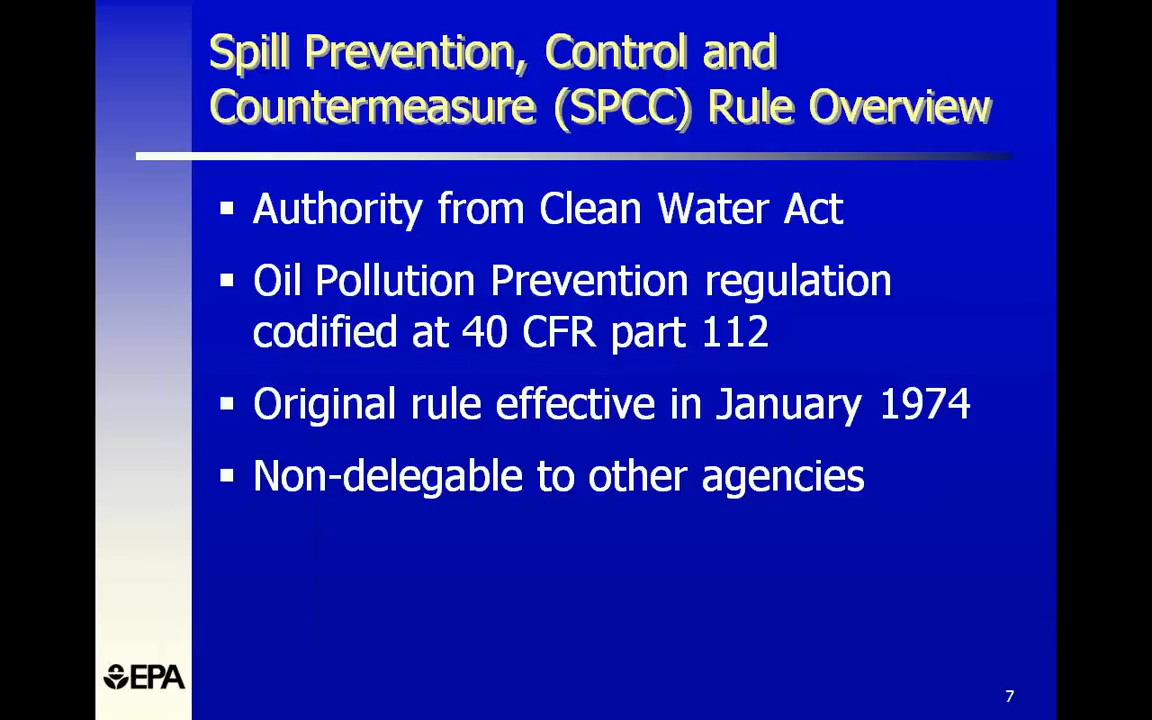 Spill Prevention, Control and
Countermeasure (SPCC) Rule Overview
▪ Authority from Clean Water Act
▪ Oil Pollution Prevention regulation
codified at 40 CFR part 112
▪ Original rule effective in January 1974
▪ Non-delegable to other agencies
EPA
7